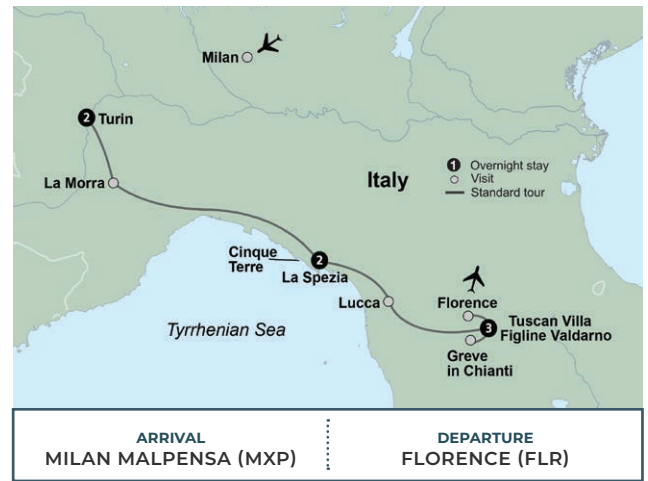 Milan
2 Turin
La Morra
Italy
1 Overnight stay
Visit
Standard tour
Cinque
Terre
2
La Spezia
Lucca
Florence
3
Tuscan Villa
Figline Valdarno
Greve
in Chianti
Tyrrhenian Sea
ARRIVAL
MILAN MALPENSA (MXP)
DEPARTURE
FLORENCE (FLR)